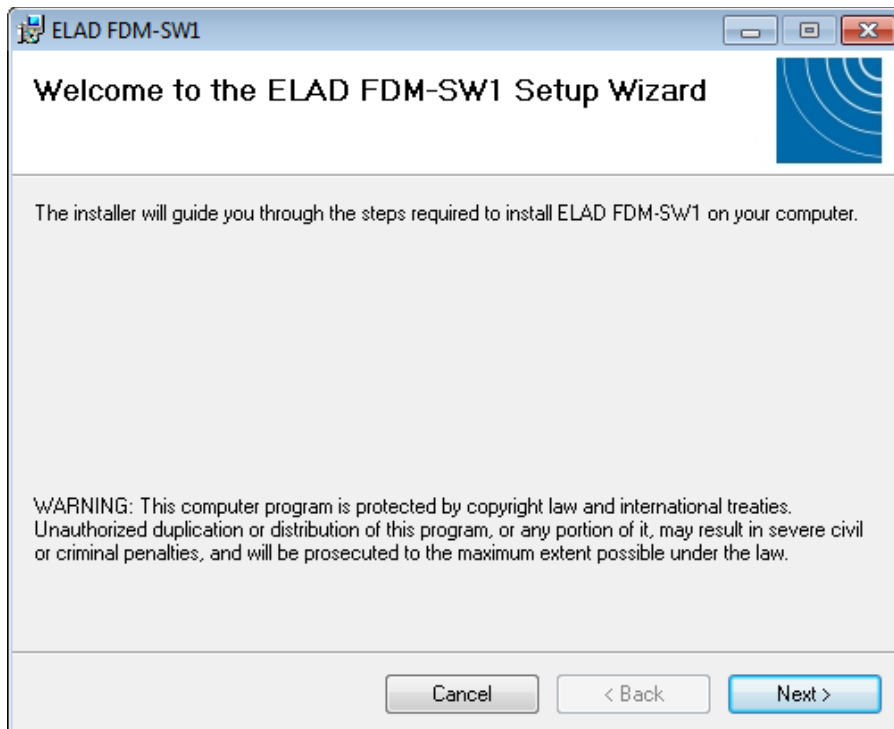 ELAD FDM-SW1
Welcome to the ELAD FDM-SW1 Setup Wizard
The installer will guide you through the steps required to install ELAD FDM-SW1 on your computer.
WARNING: This computer program is protected by copyright law and international treaties.
Unauthorized duplication or distribution of this program, or any portion of it, may result in severe civil
or criminal penalties, and will be prosecuted to the maximum extent possible under the law.
Cancel
< Back
Next >